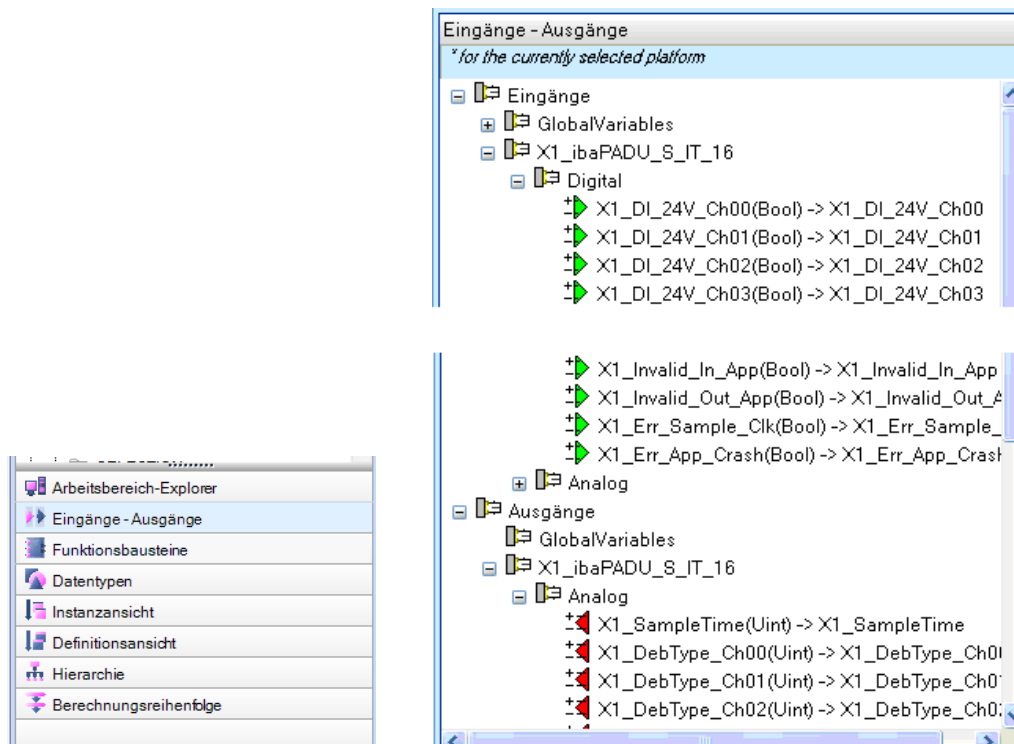 Eingänge - Ausgänge
* for the currently selected platform
Eingänge
GlobalVariables
X1_ibaPADU_S_IT_16
Digital
X1_DI_24V_Ch00(Bool) -> X1_DI_24V_Ch00
X1_DI_24V_Ch01(Bool) -> X1_DI_24V_Ch01
X1_DI_24V_Ch02(Bool) -> X1_DI_24V_Ch02
X1_DI_24V_Ch03(Bool) -> X1_DI_24V_Ch03
X1_Invalid_In_App(Bool) -> X1_Invalid_In_App
X1_Invalid_Out_App(Bool) -> X1_Invalid_Out_A
X1_Err_Sample_Clk(Bool) -> X1_Err_Sample_
X1_Err_App_Crash(Bool) -> X1_Err_App_Crash
Analog
Ausgänge
GlobalVariables
X1_ibaPADU_S_IT_16
Analog
X1_SampleTime(Uint) -> X1_SampleTime
X1_DebType_Ch00(Uint) -> X1_DebType_Ch00
X1_DebType_Ch01(Uint) -> X1_DebType_Ch01
X1_DebType_Ch02(Uint) -> X1_DebType_Ch02
Arbeitsbereich-Explorer
Eingänge - Ausgänge
Funktionsbausteine
Datentypen
Instanzansicht
Definitionsansicht
Hierarchie
Berechnungsreihenfolge